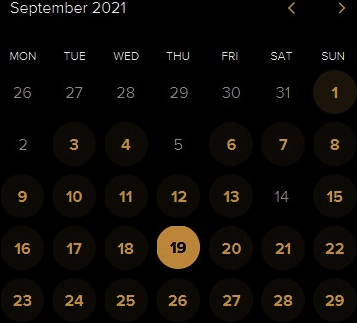 September 2021 < >
MON TUE WED THU FRI SAT SUN
26 27 28 29 30 31 1
2 3 4 5 6 7 8
9 10 11 12 13 14 15
16 17 18 19 20 21 22
23 24 25 26 27 28 29